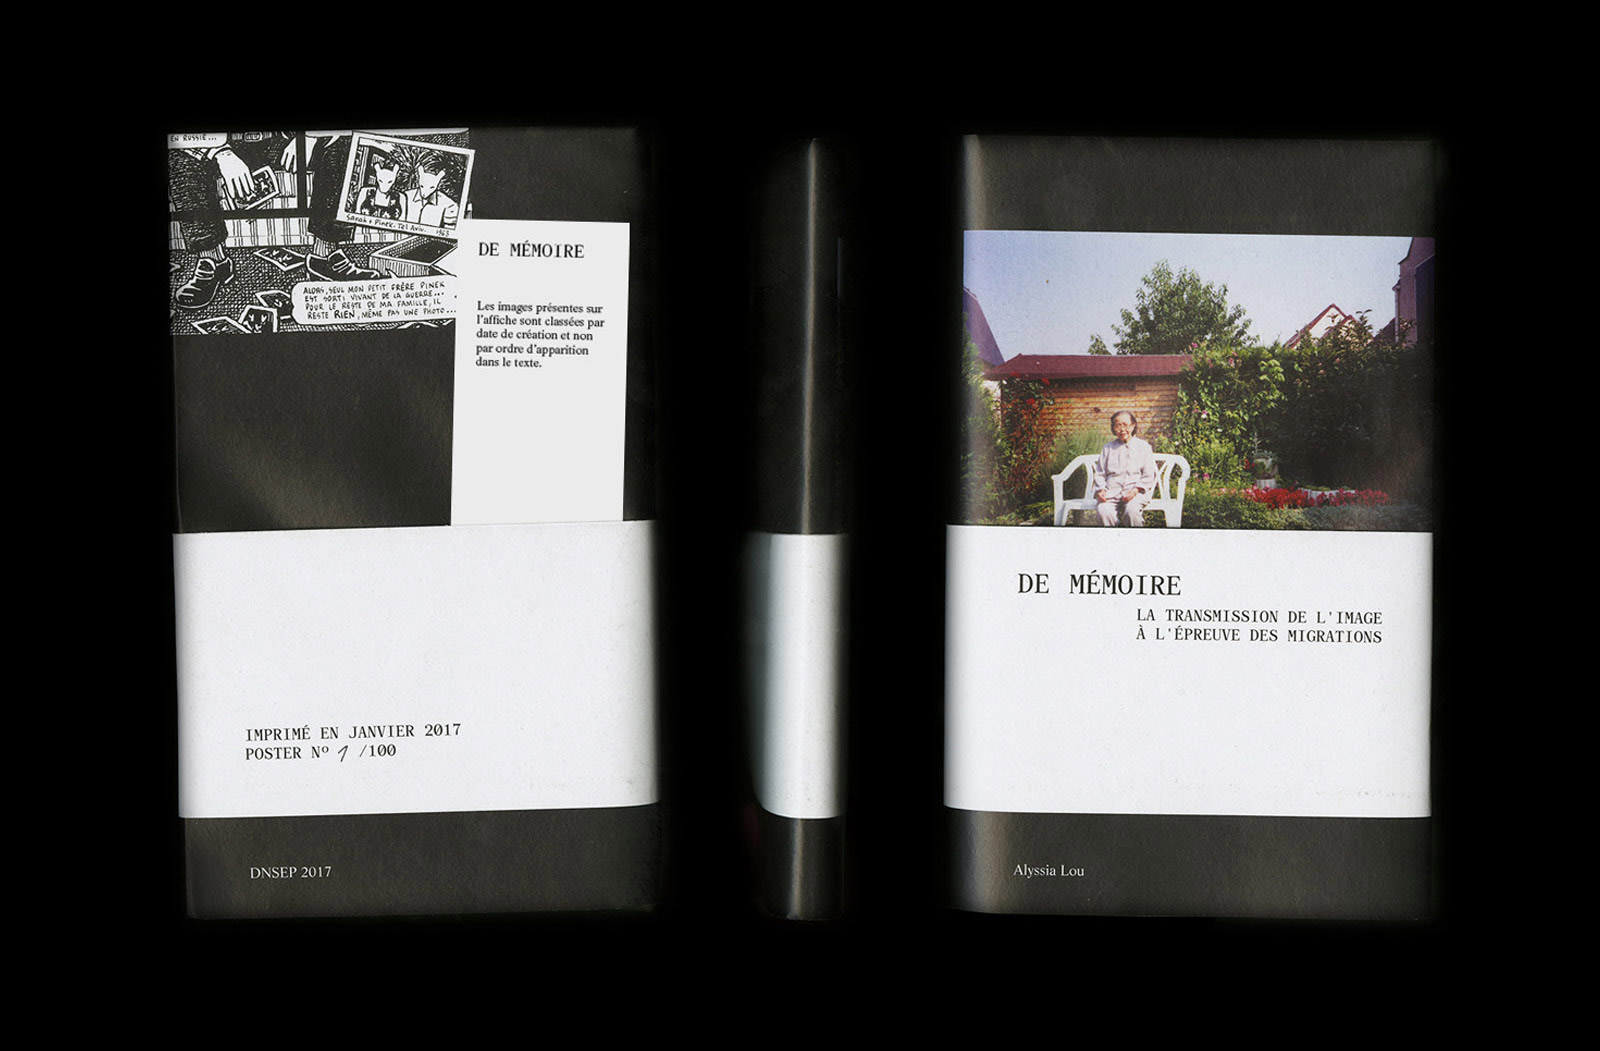 EN RUSSIE...
Sarah + Pinek. Tel Aviv. 1963
ALORS, SEUL MON PETIT FRÈRE PINEK
EST SORTI VIVANT DE LA GUERRE...
POUR LE RESTE DE MA FAMILLE, IL
RESTE RIEN, MÊME PAS UNE PHOTO...
DE MÉMOIRE
Les images présentes sur
l'affiche sont classées par
date de création et non
par ordre d'apparition
dans le texte.
IMPRIMÉ EN JANVIER 2017
POSTER Nº 1 /100
DNSEP 2017
DE MÉMOIRE
LA TRANSMISSION DE L'IMAGE
À L'ÉPREUVE DES MIGRATIONS
Alyssia Lou